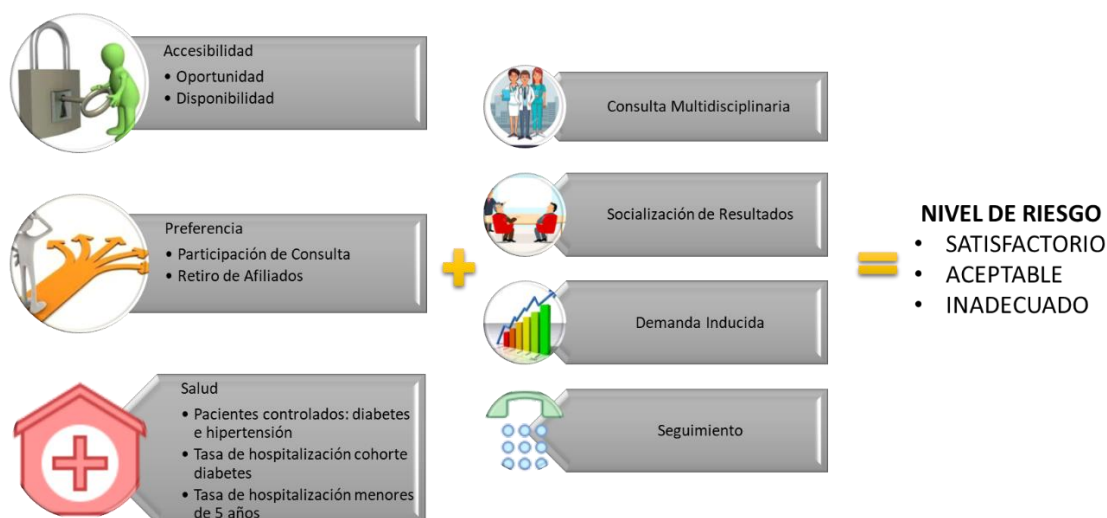 Accesibilidad
• Oportunidad
• Disponibilidad
Preferencia
• Participación de Consulta
• Retiro de Afiliados
Salud
• Pacientes controlados: diabetes
e hipertensión
• Tasa de hospitalización cohorte
diabetes
• Tasa de hospitalización menores
de 5 años
+
Consulta Multidisciplinaria
Socialización de Resultados
Demanda Inducida
Seguimiento
=
NIVEL DE RIESGO
• SATISFACTORIO
• ACEPTABLE
• INADECUADO